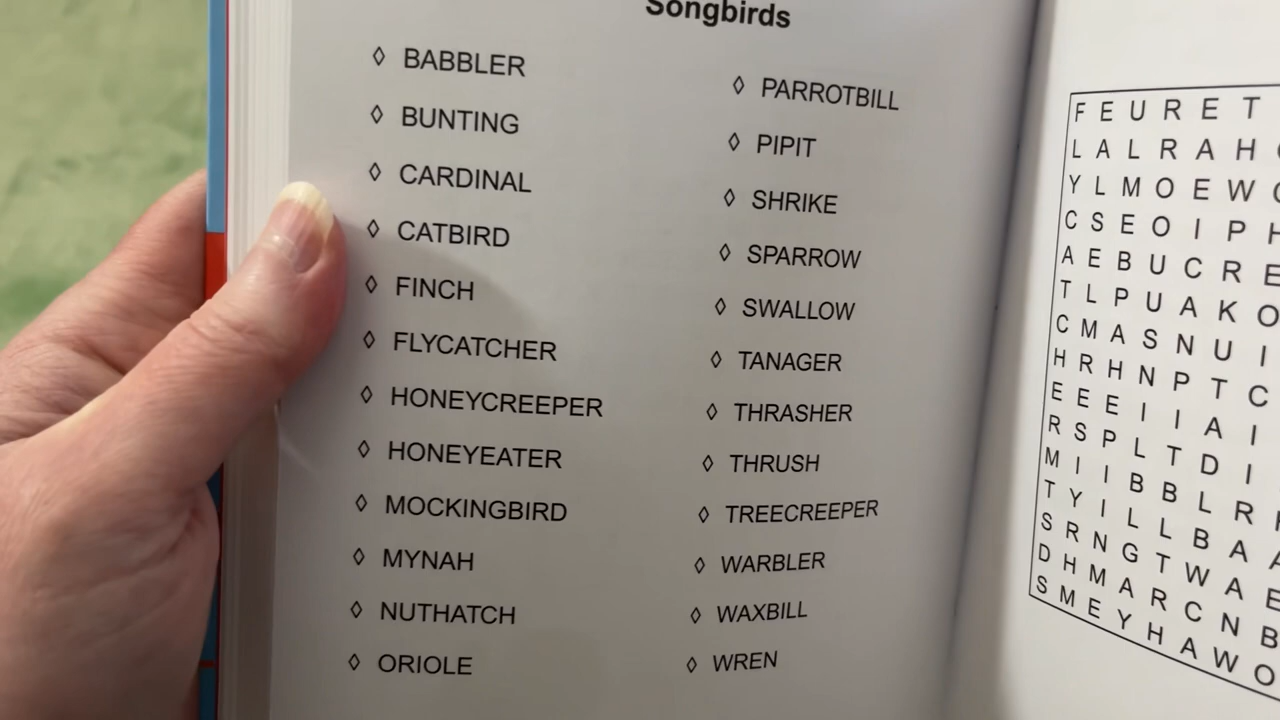 Songbirds
◊ BABBLER
◊ BUNTING
◊ CARDINAL
◊ CATBIRD
◊ FINCH
◊ FLYCATCHER
◊ HONEYCREEPER
◊ HONEYEATER
◊ MOCKINGBIRD
◊ MYNAH
◊ NUTHATCH
◊ ORIOLE
◊ PARROTBILL
◊ PIPIT
◊ SHRIKE
◊ SPARROW
◊ SWALLOW
◊ TANAGER
◊ THRASHER
◊ THRUSH
◊ TREECREEPER
◊ WARBLER
◊ WAXBILL
◊ WREN
F E U R E T
L A L R A H
Y L M O E W
C S E O I P H
A E B U C R E
T L P U A K O
C M A S N U I
H R H N P T C
E E E I I A I
R S P L T D I
M I I B B L R
T Y I L L B A A
S R N G T W A E
D H M A R C N B
S M E Y H A W O